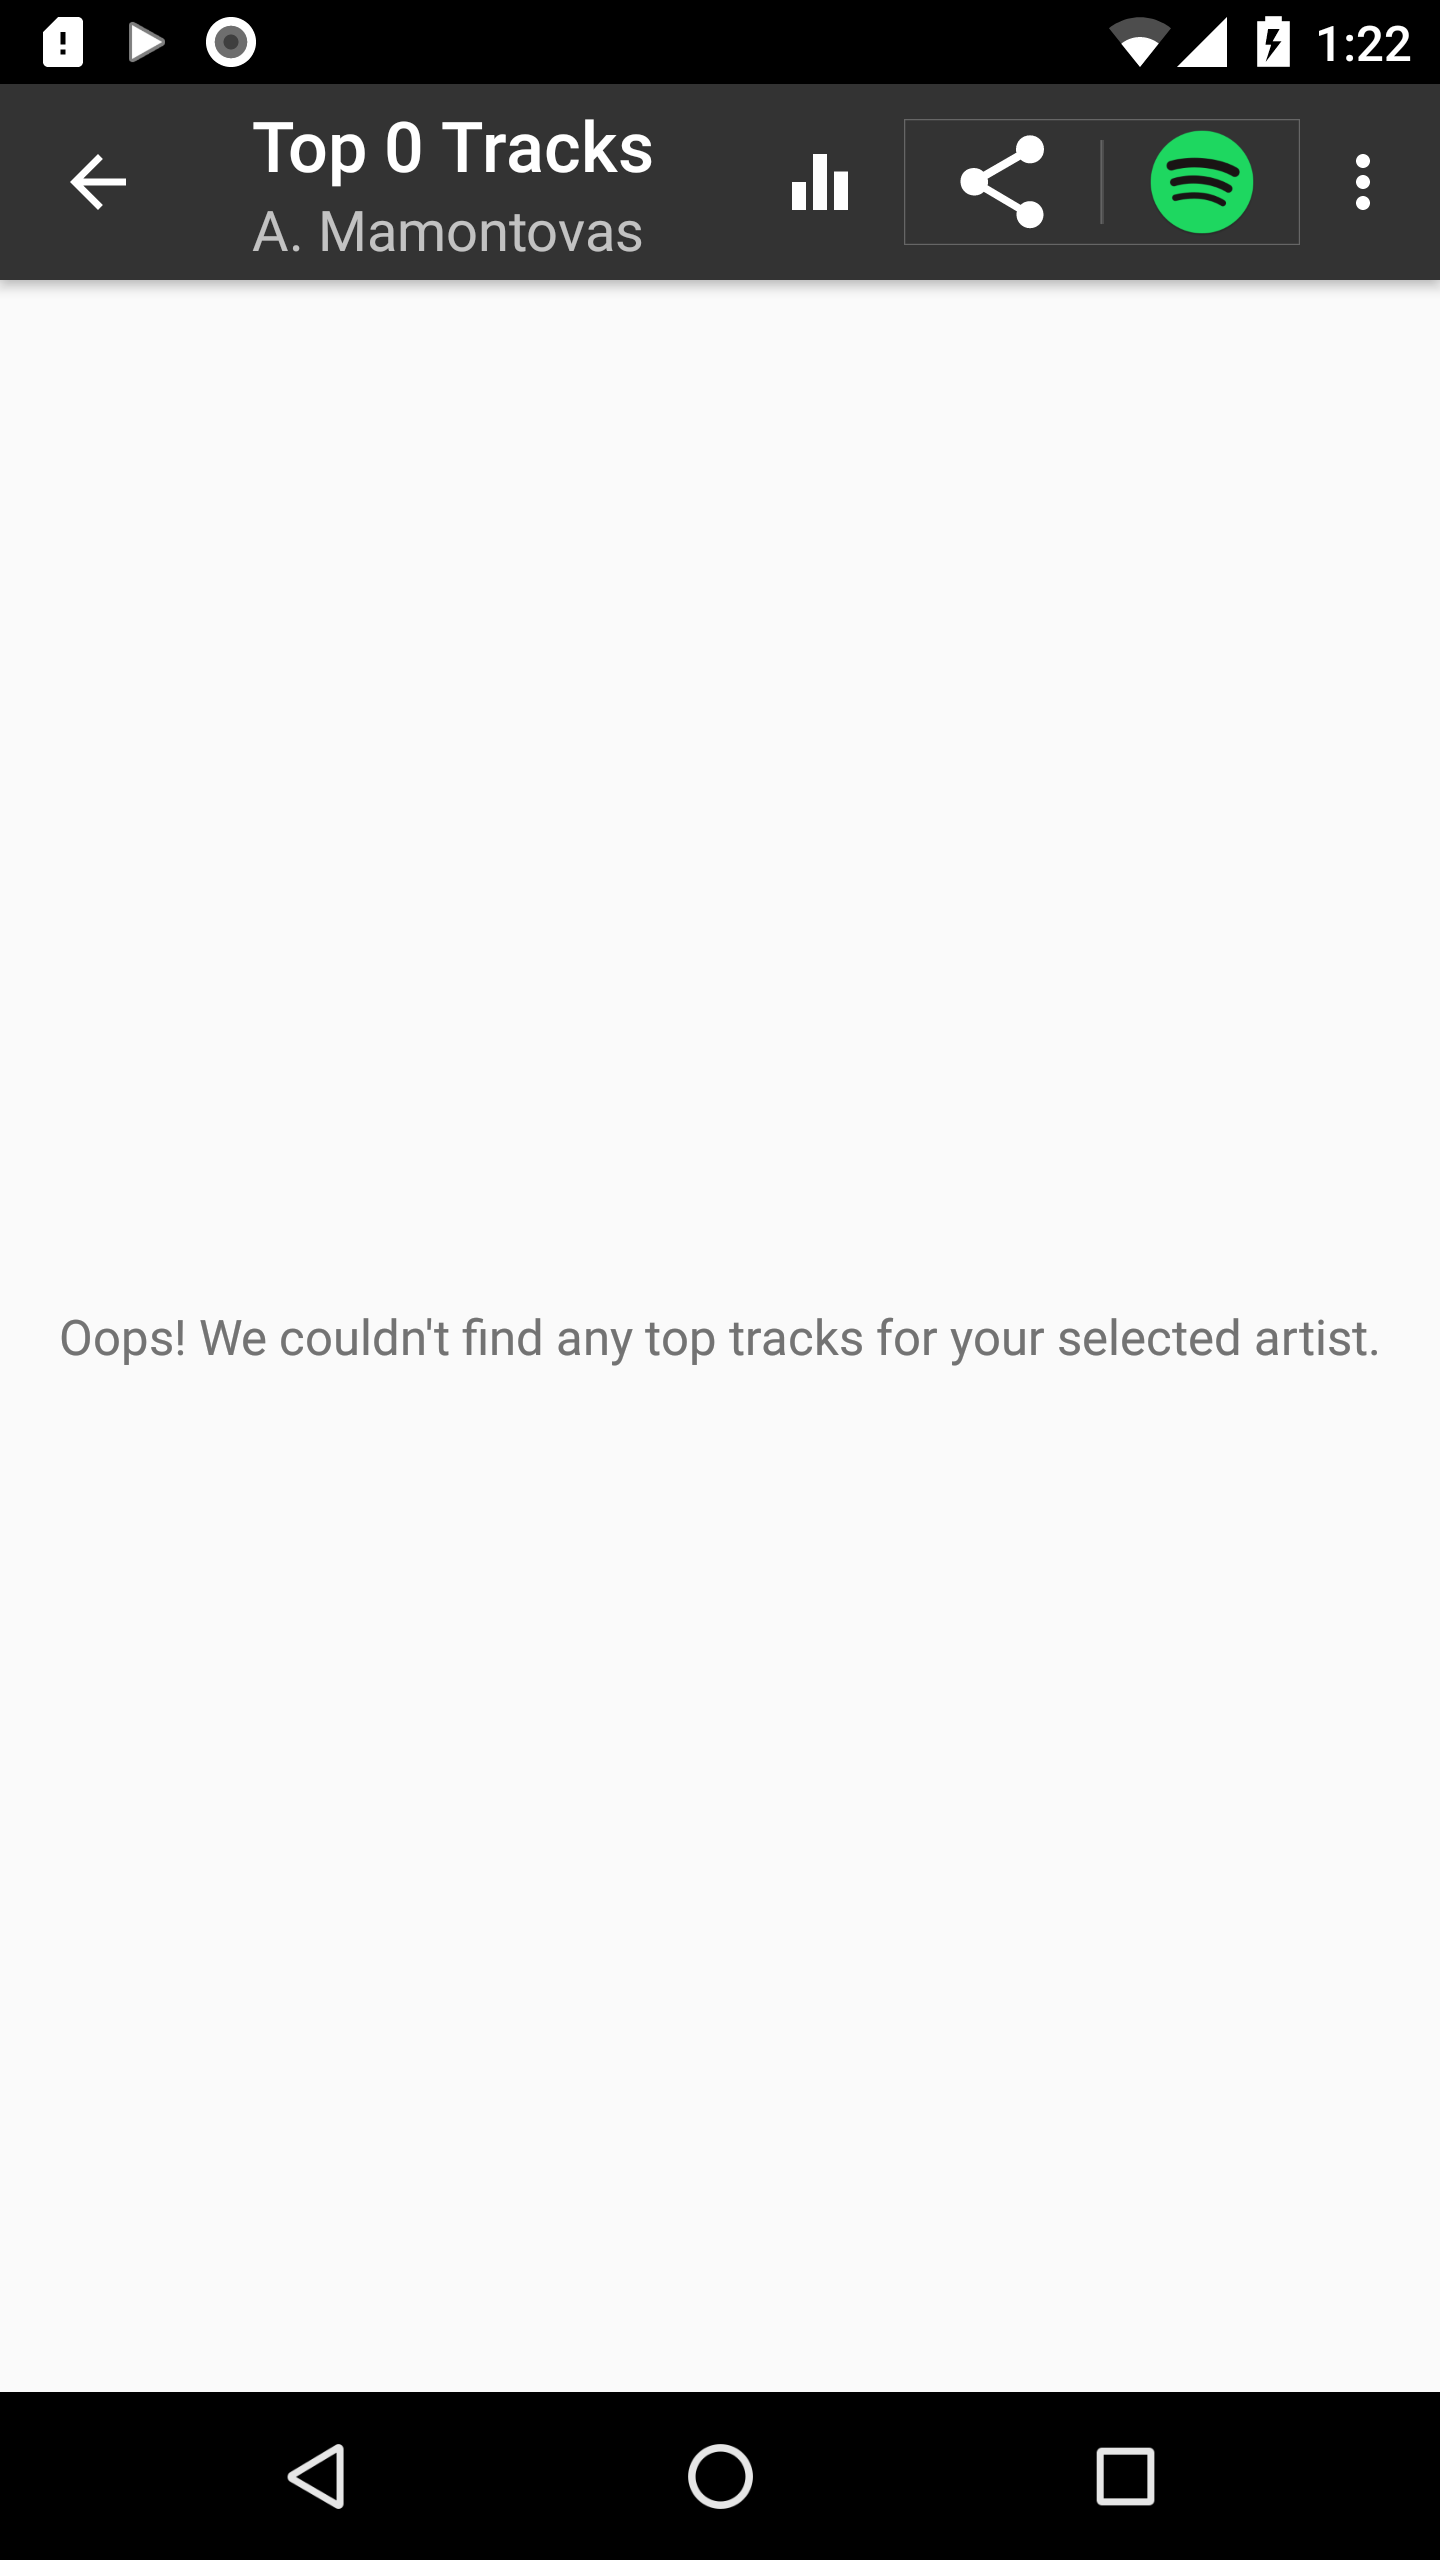 1:22
Top 0 Tracks
A. Mamontovas
Oops! We couldn't find any top tracks for your selected artist.